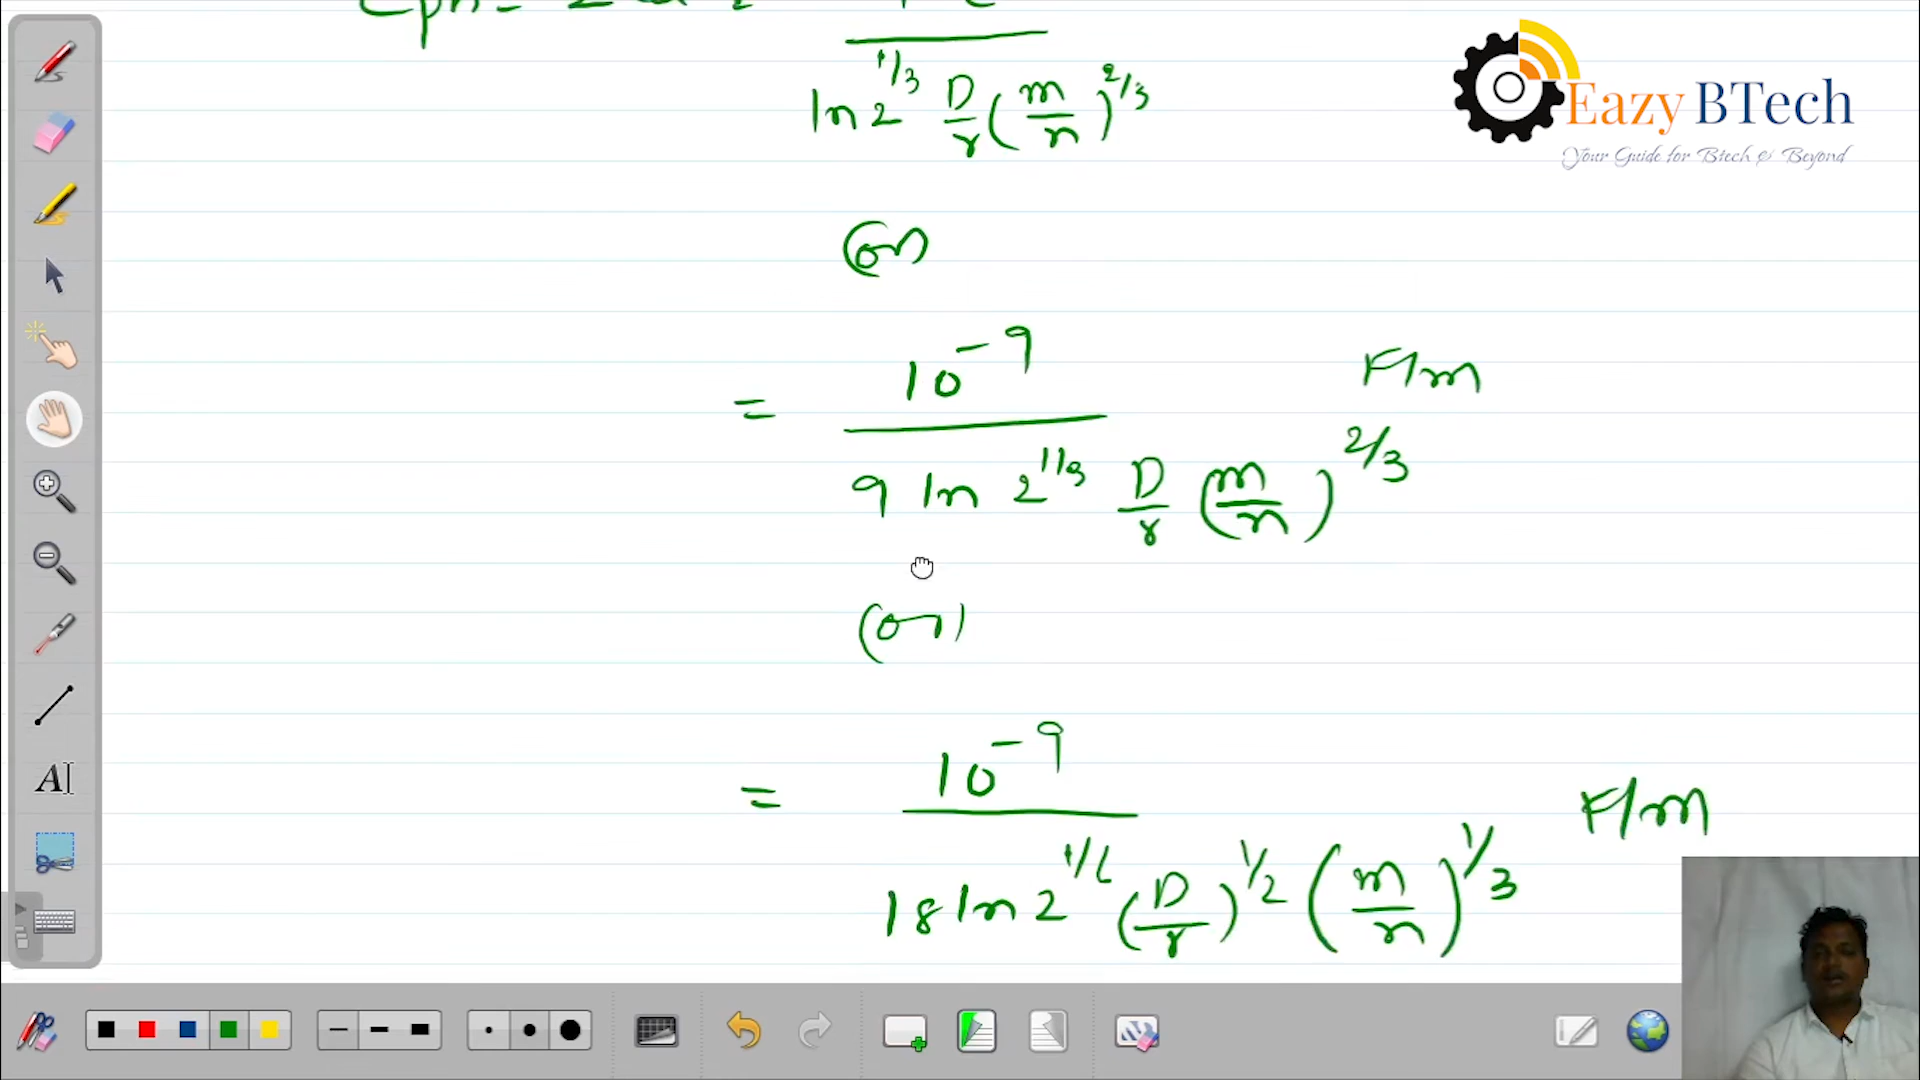 ln 2^1/3 D/r (m/n)^2/3
Eazy BTech
Your Guide for Btech & Beyond
(or)
= 10^-9 / 9 ln 2^1/3 D/r (m/n)^2/3 F/m
(or)
= 10^-9 / 18 ln 2^1/6 (D/r)^1/2 (m/n)^1/3 F/m
A